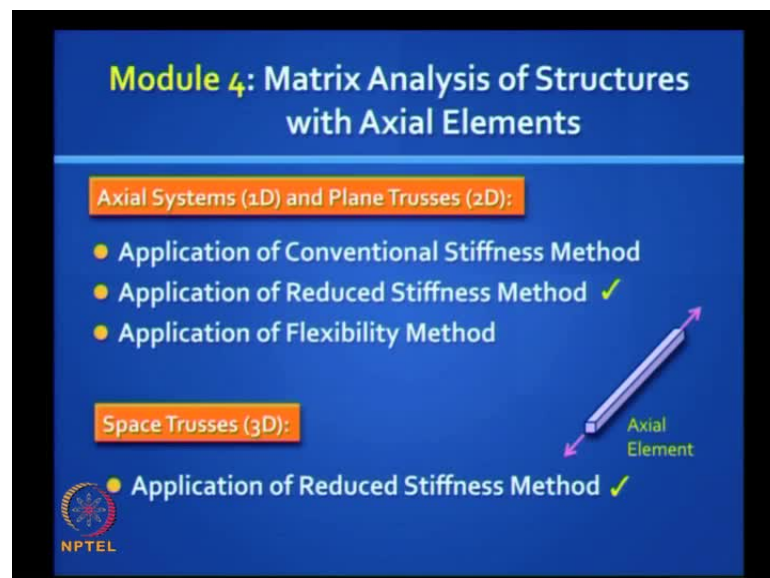 Module 4: Matrix Analysis of Structures
with Axial Elements
Axial Systems (1D) and Plane Trusses (2D):
Application of Conventional Stiffness Method
Application of Reduced Stiffness Method ✓
Application of Flexibility Method
Axial
Element
Space Trusses (3D):
Application of Reduced Stiffness Method ✓
NPTEL